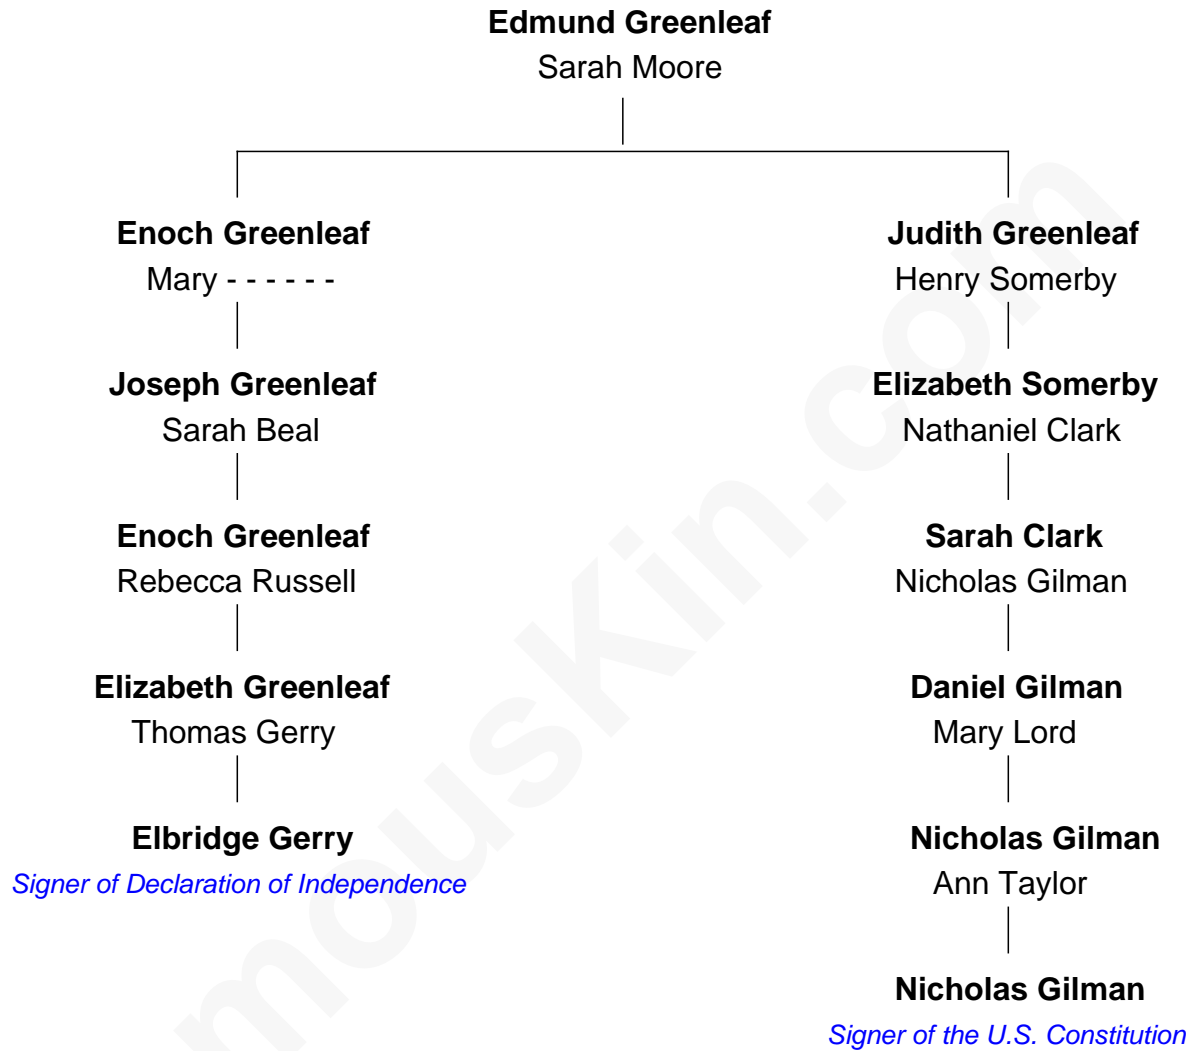 Edmund Greenleaf
Sarah Moore
Enoch Greenleaf
Mary - - - - - -
Joseph Greenleaf
Sarah Beal
Enoch Greenleaf
Rebecca Russell
Elizabeth Greenleaf
Thomas Gerry
Elbridge Gerry
Signer of Declaration of Independence
Judith Greenleaf
Henry Somerby
Elizabeth Somerby
Nathaniel Clark
Sarah Clark
Nicholas Gilman
Daniel Gilman
Mary Lord
Nicholas Gilman
Ann Taylor
Nicholas Gilman
Signer of the U.S. Constitution
mousKin.com